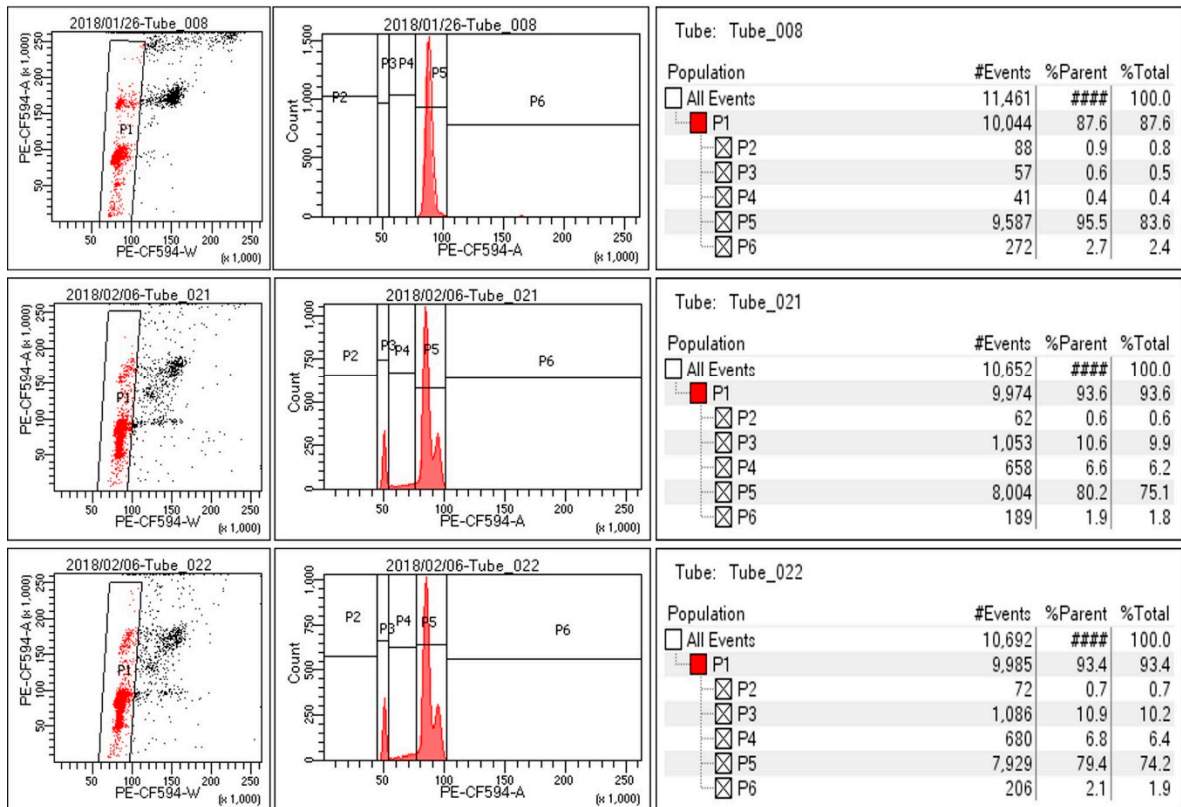 2018/01/26-Tube_008
PE-CF594-A (x 1,000)
50 100 150 200 250
P1
50 100 150 200 250
PE-CF594-W
(x 1,000)
2018/01/26-Tube_008
Count
0 500 1,000 1,500
P2 P3 P4 P5 P6
50 100 150 200 250
PE-CF594-A
(x 1,000)
Tube: Tube_008
Population #Events %Parent %Total
All Events 11,461 #### 100.0
P1 10,044 87.6 87.6
P2 88 0.9 0.8
P3 57 0.6 0.5
P4 41 0.4 0.4
P5 9,587 95.5 83.6
P6 272 2.7 2.4
2018/02/06-Tube_021
PE-CF594-A (x 1,000)
50 100 150 200 250
P1
50 100 150 200 250
PE-CF594-W
(x 1,000)
2018/02/06-Tube_021
Count
0 250 500 750 1,000
P2 P3 P4 P5 P6
50 100 150 200 250
PE-CF594-A
(x 1,000)
Tube: Tube_021
Population #Events %Parent %Total
All Events 10,652 #### 100.0
P1 9,974 93.6 93.6
P2 62 0.6 0.6
P3 1,053 10.6 9.9
P4 658 6.6 6.2
P5 8,004 80.2 75.1
P6 189 1.9 1.8
2018/02/06-Tube_022
PE-CF594-A (x 1,000)
50 100 150 200 250
P1
50 100 150 200 250
PE-CF594-W
(x 1,000)
2018/02/06-Tube_022
Count
0 250 500 750 1,000
P2 P3 P4 P5 P6
50 100 150 200 250
PE-CF594-A
(x 1,000)
Tube: Tube_022
Population #Events %Parent %Total
All Events 10,692 #### 100.0
P1 9,985 93.4 93.4
P2 72 0.7 0.7
P3 1,086 10.9 10.2
P4 680 6.8 6.4
P5 7,929 79.4 74.2
P6 206 2.1 1.9